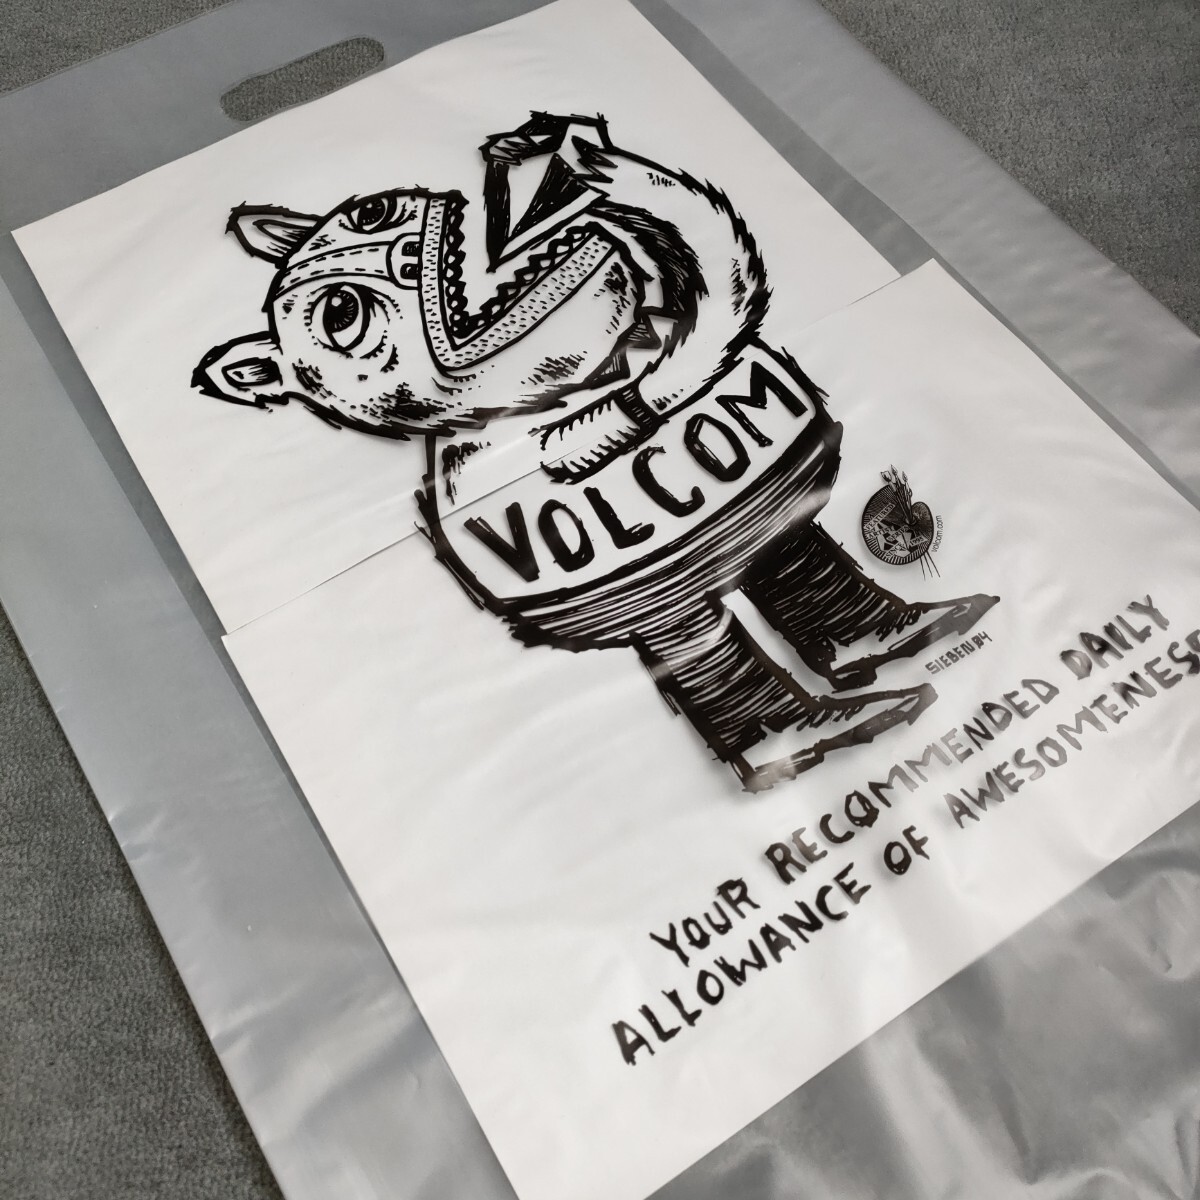 VOLCOM
volcom.com
SIEBEN 04
YOUR RECOMMENDED DAILY
ALLOWANCE OF AWESOMENESS